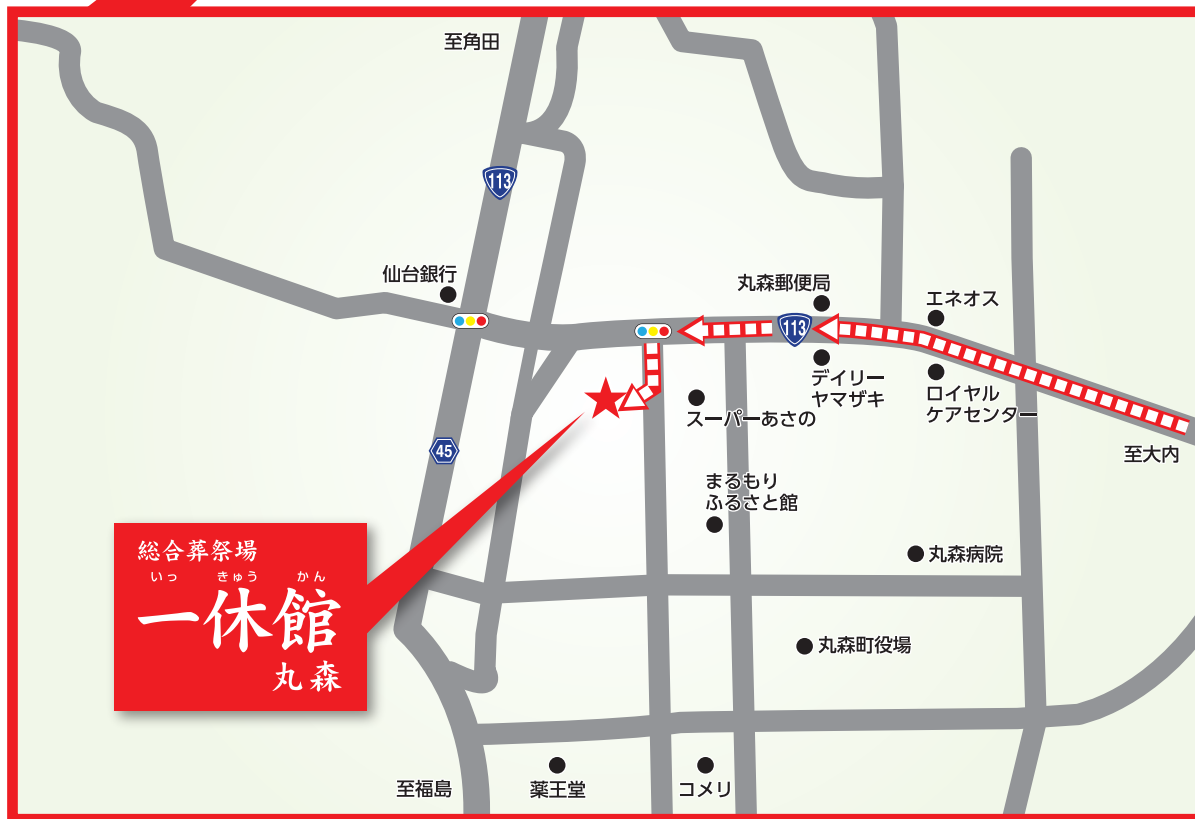 至角田
113
仙台銀行
丸森郵便局
エネオス
113
デイリー
ヤマザキ
ロイヤル
ケアセンター
スーパーあさの
至大内
45
まるもり
ふるさと館
丸森病院
総合葬祭場
いっ きゅう かん
一休館
丸森
丸森町役場
至福島
薬王堂
コメリ